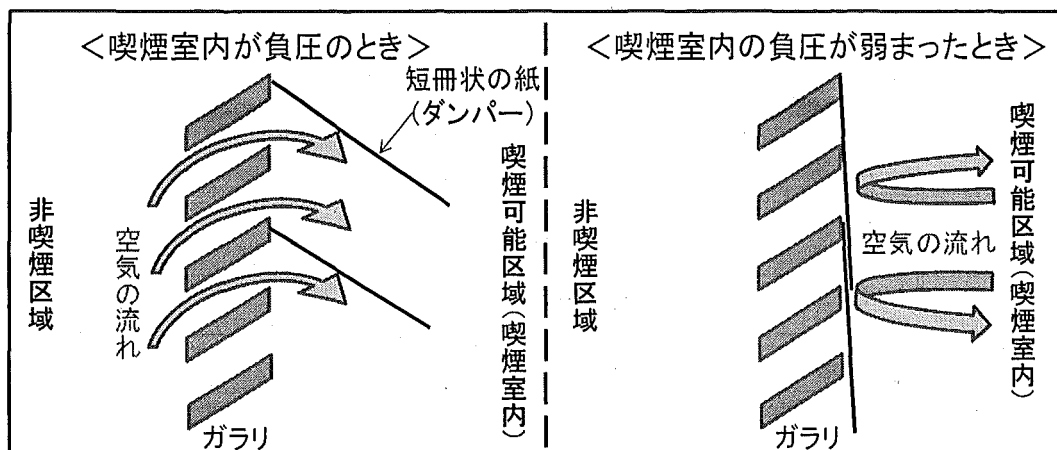 ＜喫煙室内が負圧のとき＞
短冊状の紙
(ダンパー)
非喫煙区域
空気の流れ
喫煙可能区域(喫煙室内)
ガラリ
＜喫煙室内の負圧が弱まったとき＞
非喫煙区域
空気の流れ
喫煙可能区域(喫煙室内)
ガラリ